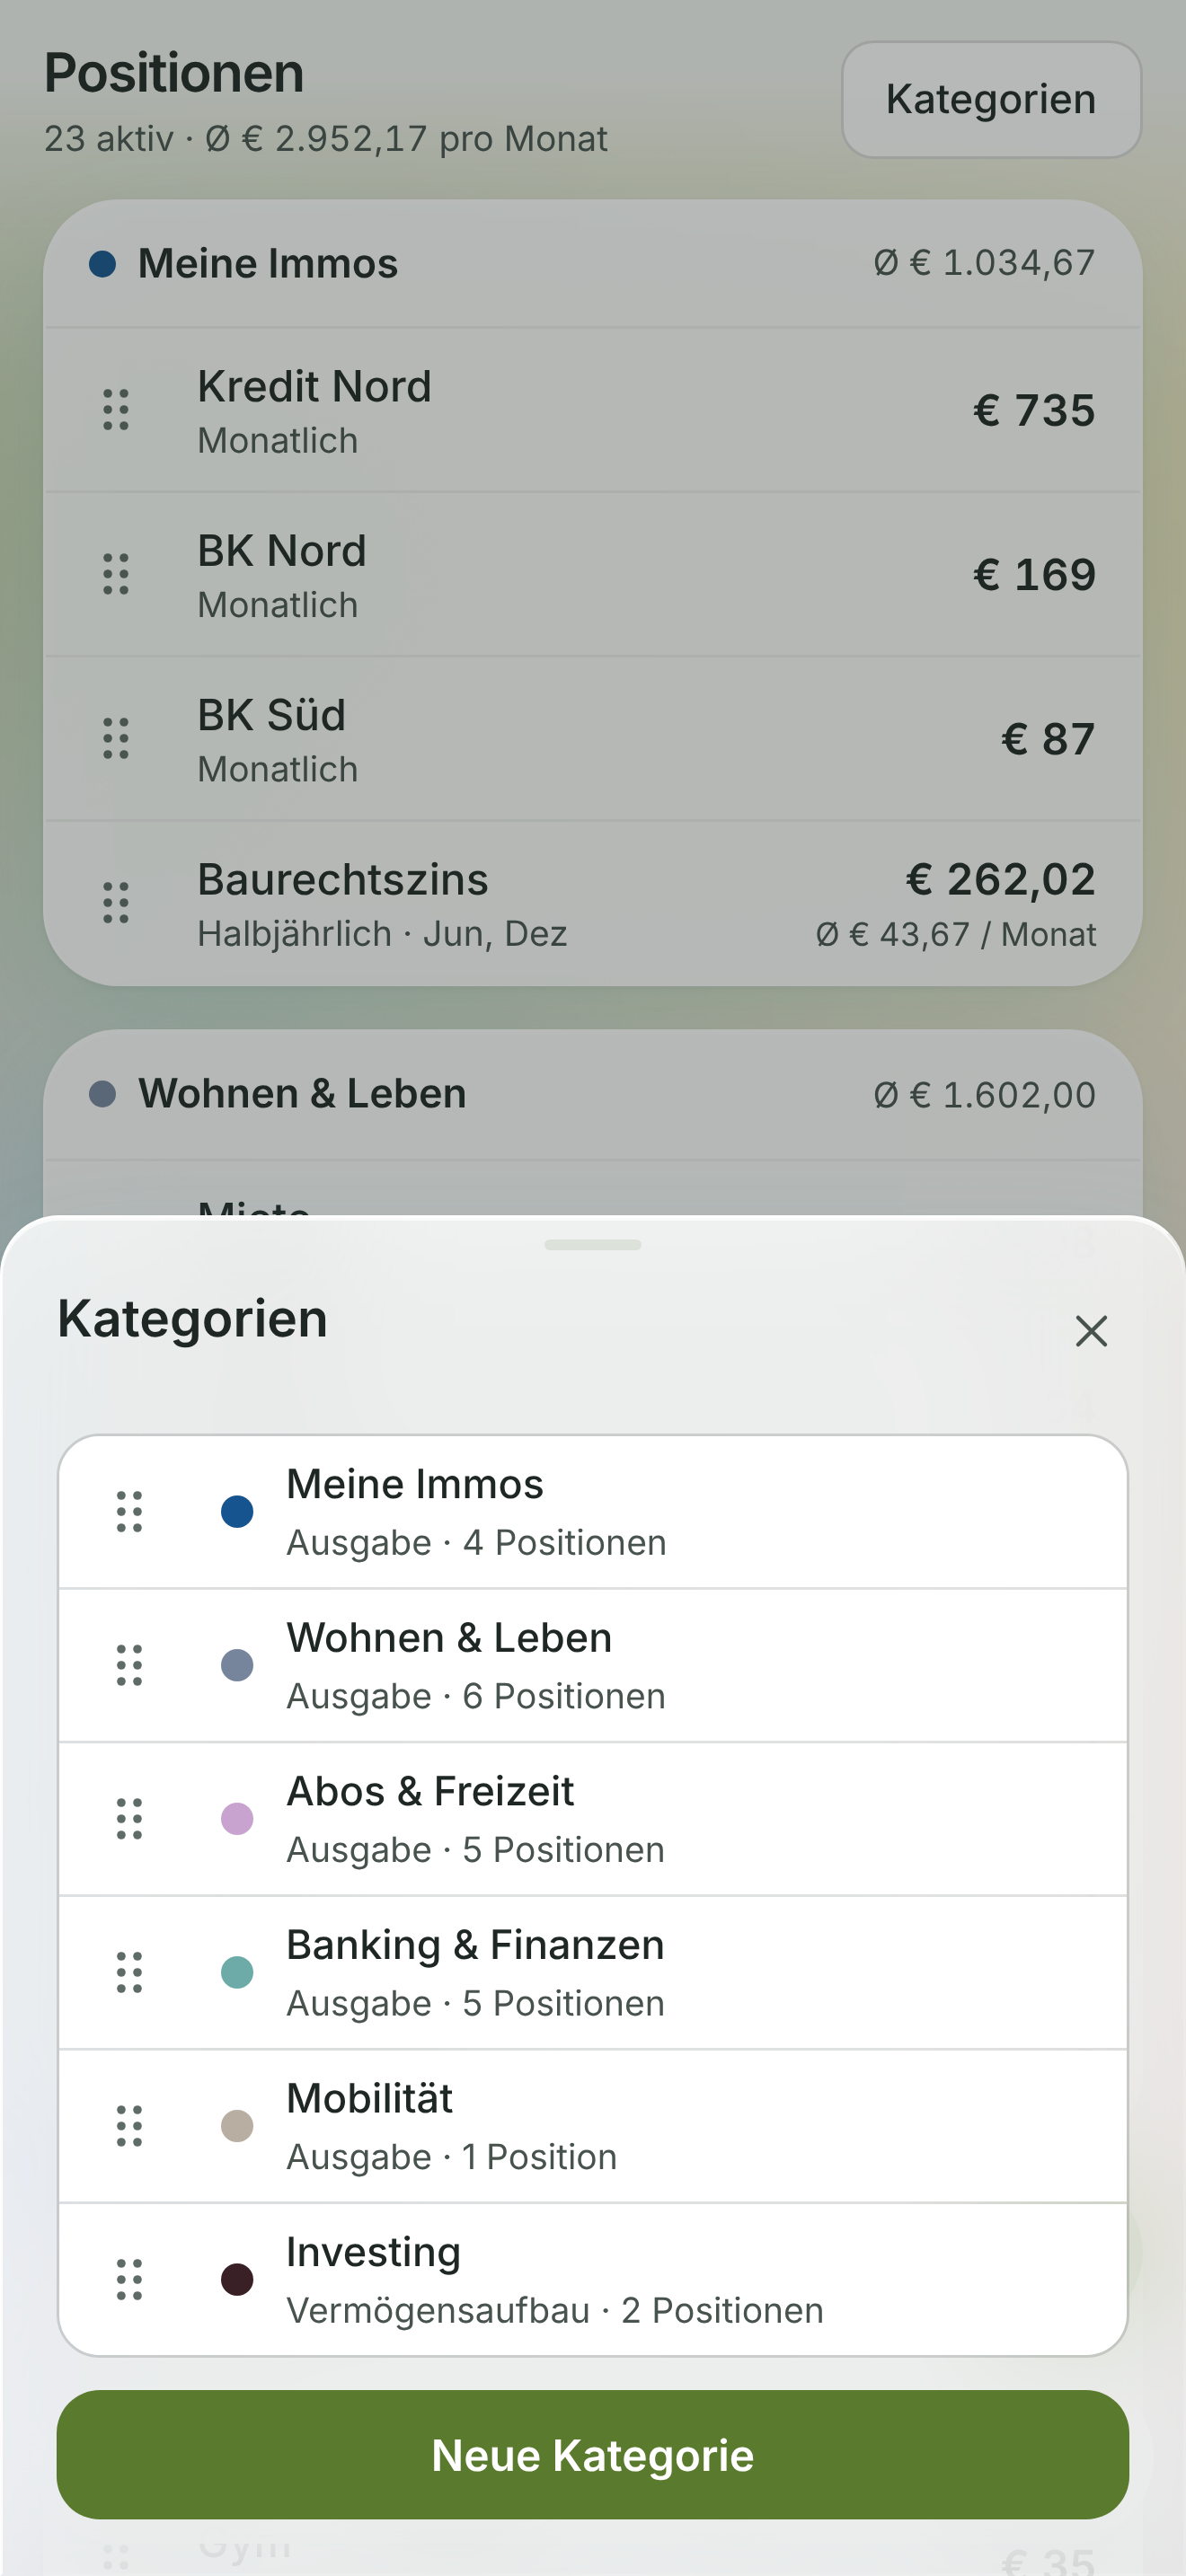 Positionen
Kategorien
23 aktiv · Ø € 2.952,17 pro Monat
Meine Immos
Ø € 1.034,67
Kredit Nord
Monatlich
€ 735
BK Nord
Monatlich
€ 169
BK Süd
Monatlich
€ 87
Baurechtszins
€ 262,02
Halbjährlich · Jun, Dez
Ø € 43,67 / Monat
Wohnen & Leben
Ø € 1.602,00
Miete
Kategorien
Meine Immos
Ausgabe · 4 Positionen
Wohnen & Leben
Ausgabe · 6 Positionen
Abos & Freizeit
Ausgabe · 5 Positionen
Banking & Finanzen
Ausgabe · 5 Positionen
Mobilität
Ausgabe · 1 Position
Investing
Vermögensaufbau · 2 Positionen
Neue Kategorie
Gym
€ 35